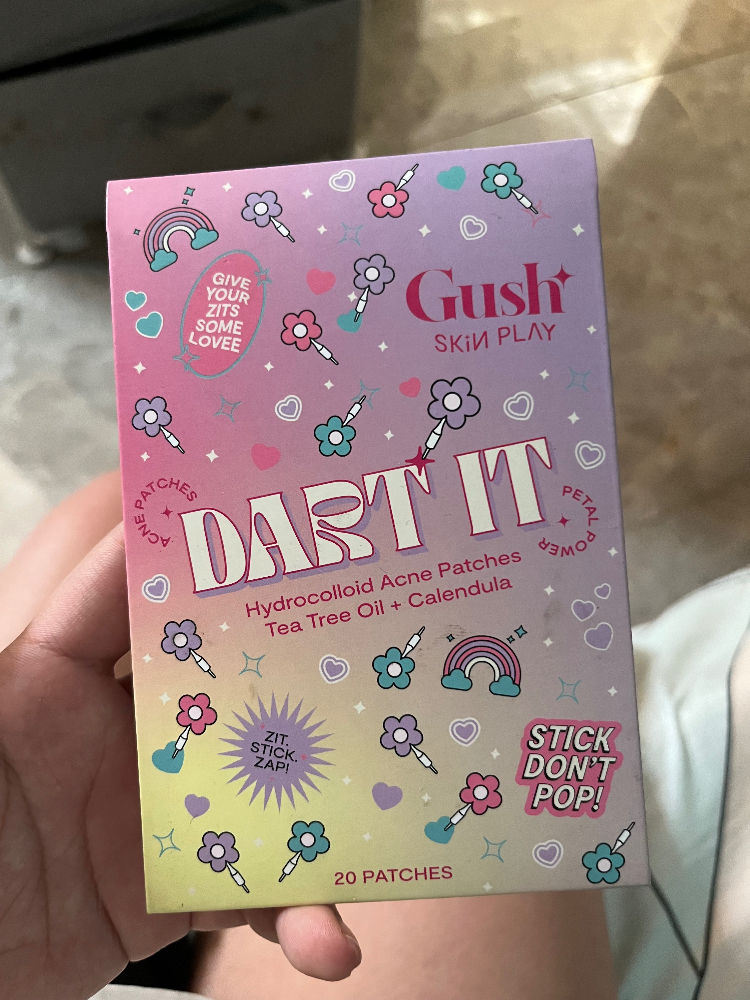 GIVE
YOUR
ZITS
SOME
LOVEE
Gush
SKiN PLAY
ACNE PATCHES
DART IT
PETAL POWER
Hydrocolloid Acne Patches
Tea Tree Oil + Calendula
ZIT.
STICK.
ZAP!
STICK
DON'T
POP!
20 PATCHES